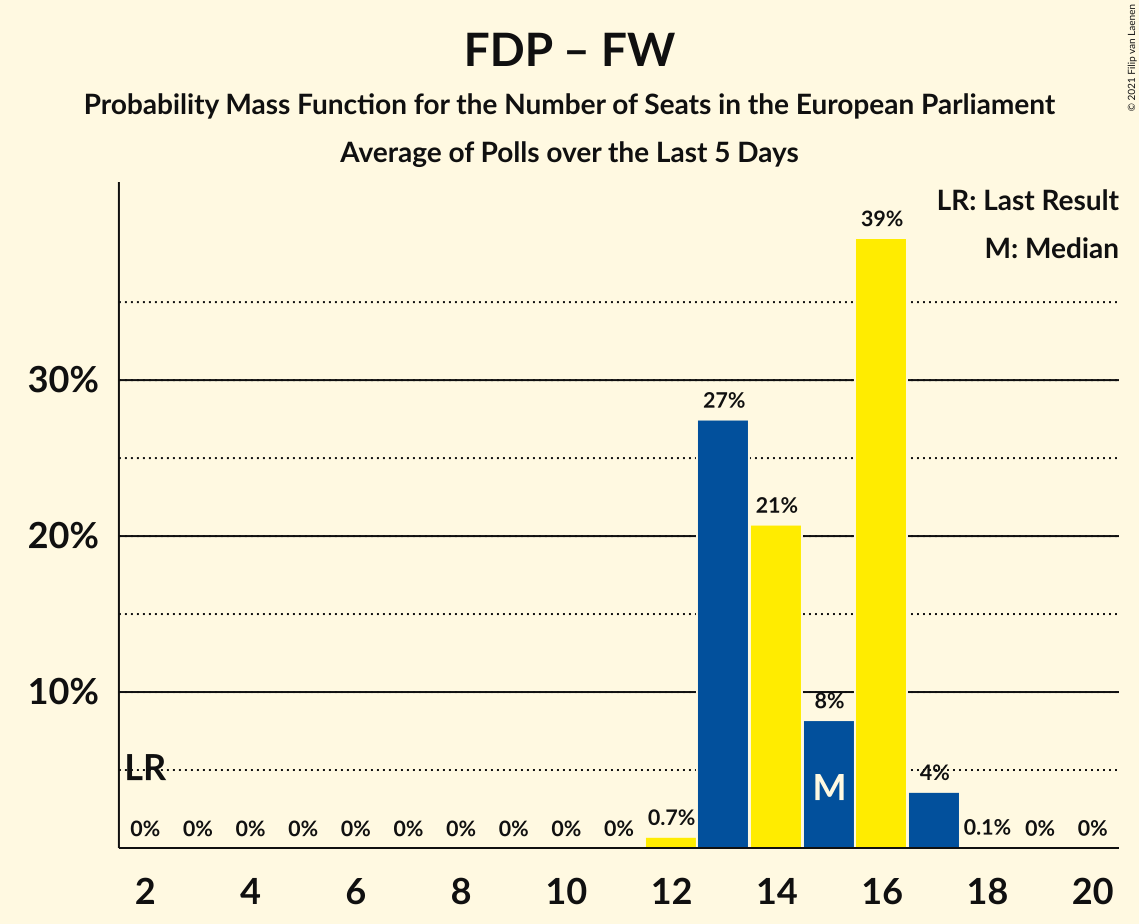 FDP – FW
Probability Mass Function for the Number of Seats in the European Parliament
Average of Polls over the Last 5 Days
© 2021 Filip van Laenen
LR: Last Result
M: Median
39%
30%
27%
21%
20%
10%
8%
LR
M
4%
0% 0% 0% 0% 0% 0% 0% 0% 0% 0% 0.7% 0.1% 0% 0%
2 4 6 8 10 12 14 16 18 20